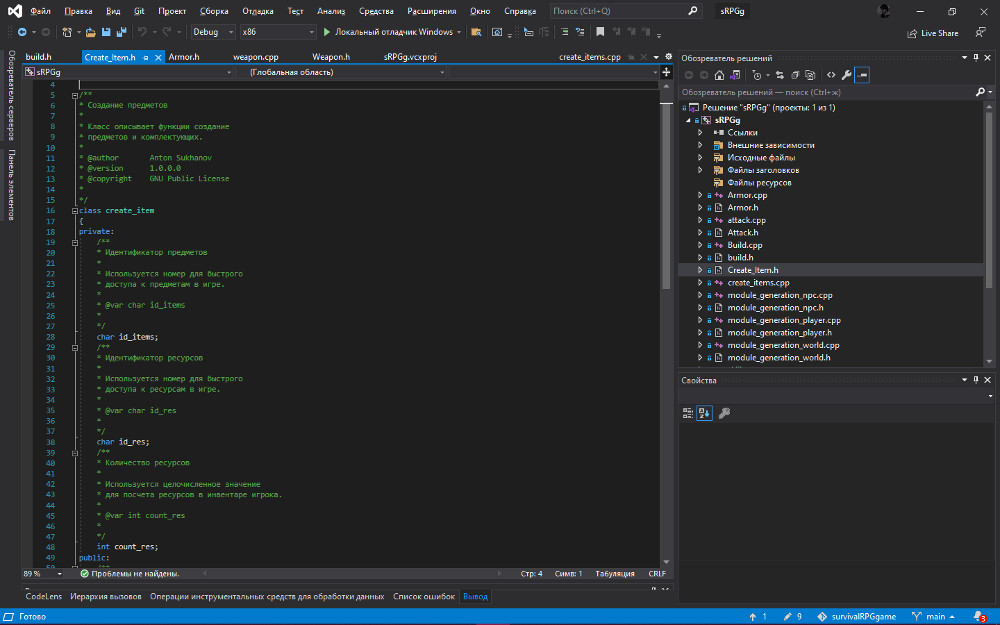 Файл Правка Вид Git Проект Сборка Отладка Тест Анализ Средства Расширения Окно Справка Поиск (Ctrl+Q) sRPGg
Debug x86 Локальный отладчик Windows Live Share
Обозреватель серверов
Панель элементов
build.h Create_Item.h Armor.h weapon.cpp Weapon.h sRPGg.vcxproj create_items.cpp
sRPGg (Глобальная область)
4
5 /**
6 * Создание предметов
7 *
8 * Класс описывает функции создание
9 * предметов и комплектующих.
10 *
11 * @author Anton Sukhanov
12 * @version 1.0.0.0
13 * @copyright GNU Public License
14 *
15 */
16 class create_item
17 {
18 private:
19 /**
20 * Идентификатор предметов
21 *
22 * Используется номер для быстрого
23 * доступа к предметам в игре.
24 *
25 * @var char id_items
26 *
27 */
28 char id_items;
29 /**
30 * Идентификатор ресурсов
31 *
32 * Используется номер для быстрого
33 * доступа к ресурсам в игре.
34 *
35 * @var char id_res
36 *
37 */
38 char id_res;
39 /**
40 * Количество ресурсов
41 *
42 * Используется целочисленное значение
43 * для посчета ресурсов в инвентаре игрока.
44 *
45 * @var int count_res
46 *
47 */
48 int count_res;
49 public:
50 /**
89 % Проблемы не найдены. Стр: 4 Симв: 1 Табуляция CRLF
CodeLens Иерархия вызовов Операции инструментальных средств для обработки данных Список ошибок Вывод
Обозреватель решений
Обозреватель решений — поиск (Ctrl+ж)
Решение "sRPGg" (проекты: 1 из 1)
sRPGg
Ссылки
Внешние зависимости
Исходные файлы
Файлы заголовков
Файлы ресурсов
Armor.cpp
Armor.h
attack.cpp
Attack.h
Build.cpp
build.h
Create_Item.h
create_items.cpp
module_generation_npc.cpp
module_generation_npc.h
module_generation_player.cpp
module_generation_player.h
module_generation_world.cpp
module_generation_world.h
Свойства
Готово 1 9 survivalRPGgame main 3